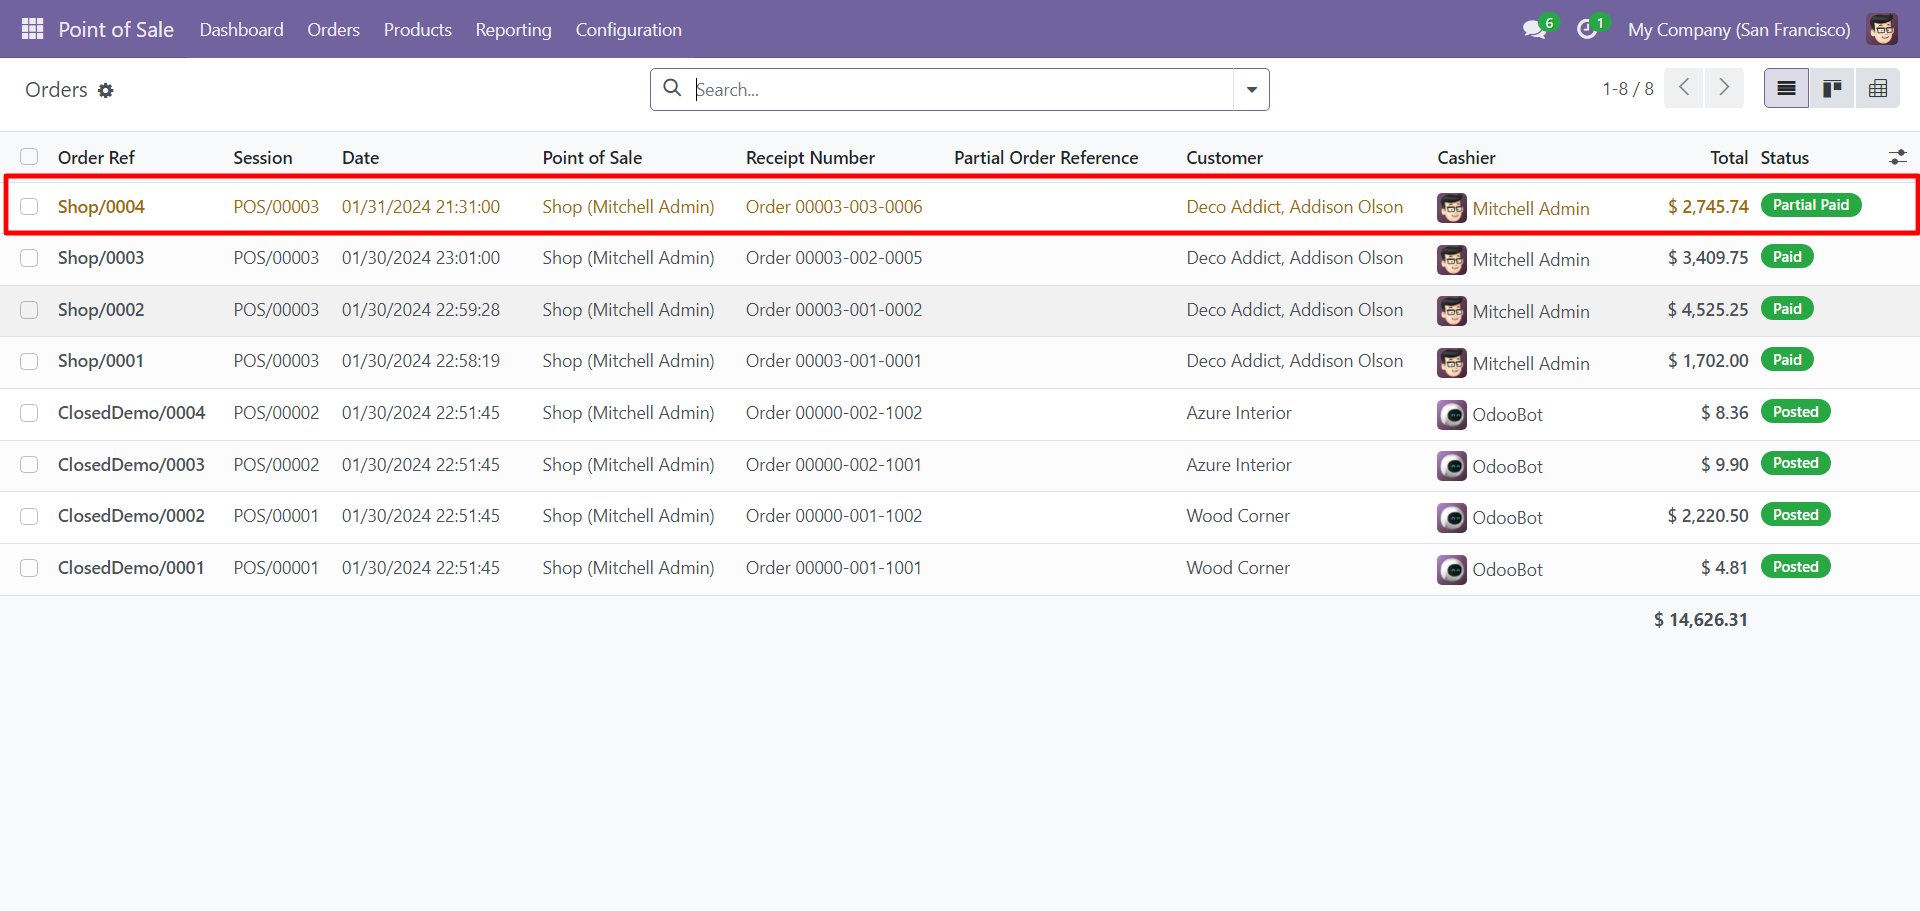 Point of Sale Dashboard Orders Products Reporting Configuration 6 1 My Company (San Francisco)
Orders Search... 1-8 / 8
Order Ref Session Date Point of Sale Receipt Number Partial Order Reference Customer Cashier Total Status
Shop/0004 POS/00003 01/31/2024 21:31:00 Shop (Mitchell Admin) Order 00003-003-0006 Deco Addict, Addison Olson Mitchell Admin $ 2,745.74 Partial Paid
Shop/0003 POS/00003 01/30/2024 23:01:00 Shop (Mitchell Admin) Order 00003-002-0005 Deco Addict, Addison Olson Mitchell Admin $ 3,409.75 Paid
Shop/0002 POS/00003 01/30/2024 22:59:28 Shop (Mitchell Admin) Order 00003-001-0002 Deco Addict, Addison Olson Mitchell Admin $ 4,525.25 Paid
Shop/0001 POS/00003 01/30/2024 22:58:19 Shop (Mitchell Admin) Order 00003-001-0001 Deco Addict, Addison Olson Mitchell Admin $ 1,702.00 Paid
ClosedDemo/0004 POS/00002 01/30/2024 22:51:45 Shop (Mitchell Admin) Order 00000-002-1002 Azure Interior OdooBot $ 8.36 Posted
ClosedDemo/0003 POS/00002 01/30/2024 22:51:45 Shop (Mitchell Admin) Order 00000-002-1001 Azure Interior OdooBot $ 9.90 Posted
ClosedDemo/0002 POS/00001 01/30/2024 22:51:45 Shop (Mitchell Admin) Order 00000-001-1002 Wood Corner OdooBot $ 2,220.50 Posted
ClosedDemo/0001 POS/00001 01/30/2024 22:51:45 Shop (Mitchell Admin) Order 00000-001-1001 Wood Corner OdooBot $ 4.81 Posted
$ 14,626.31